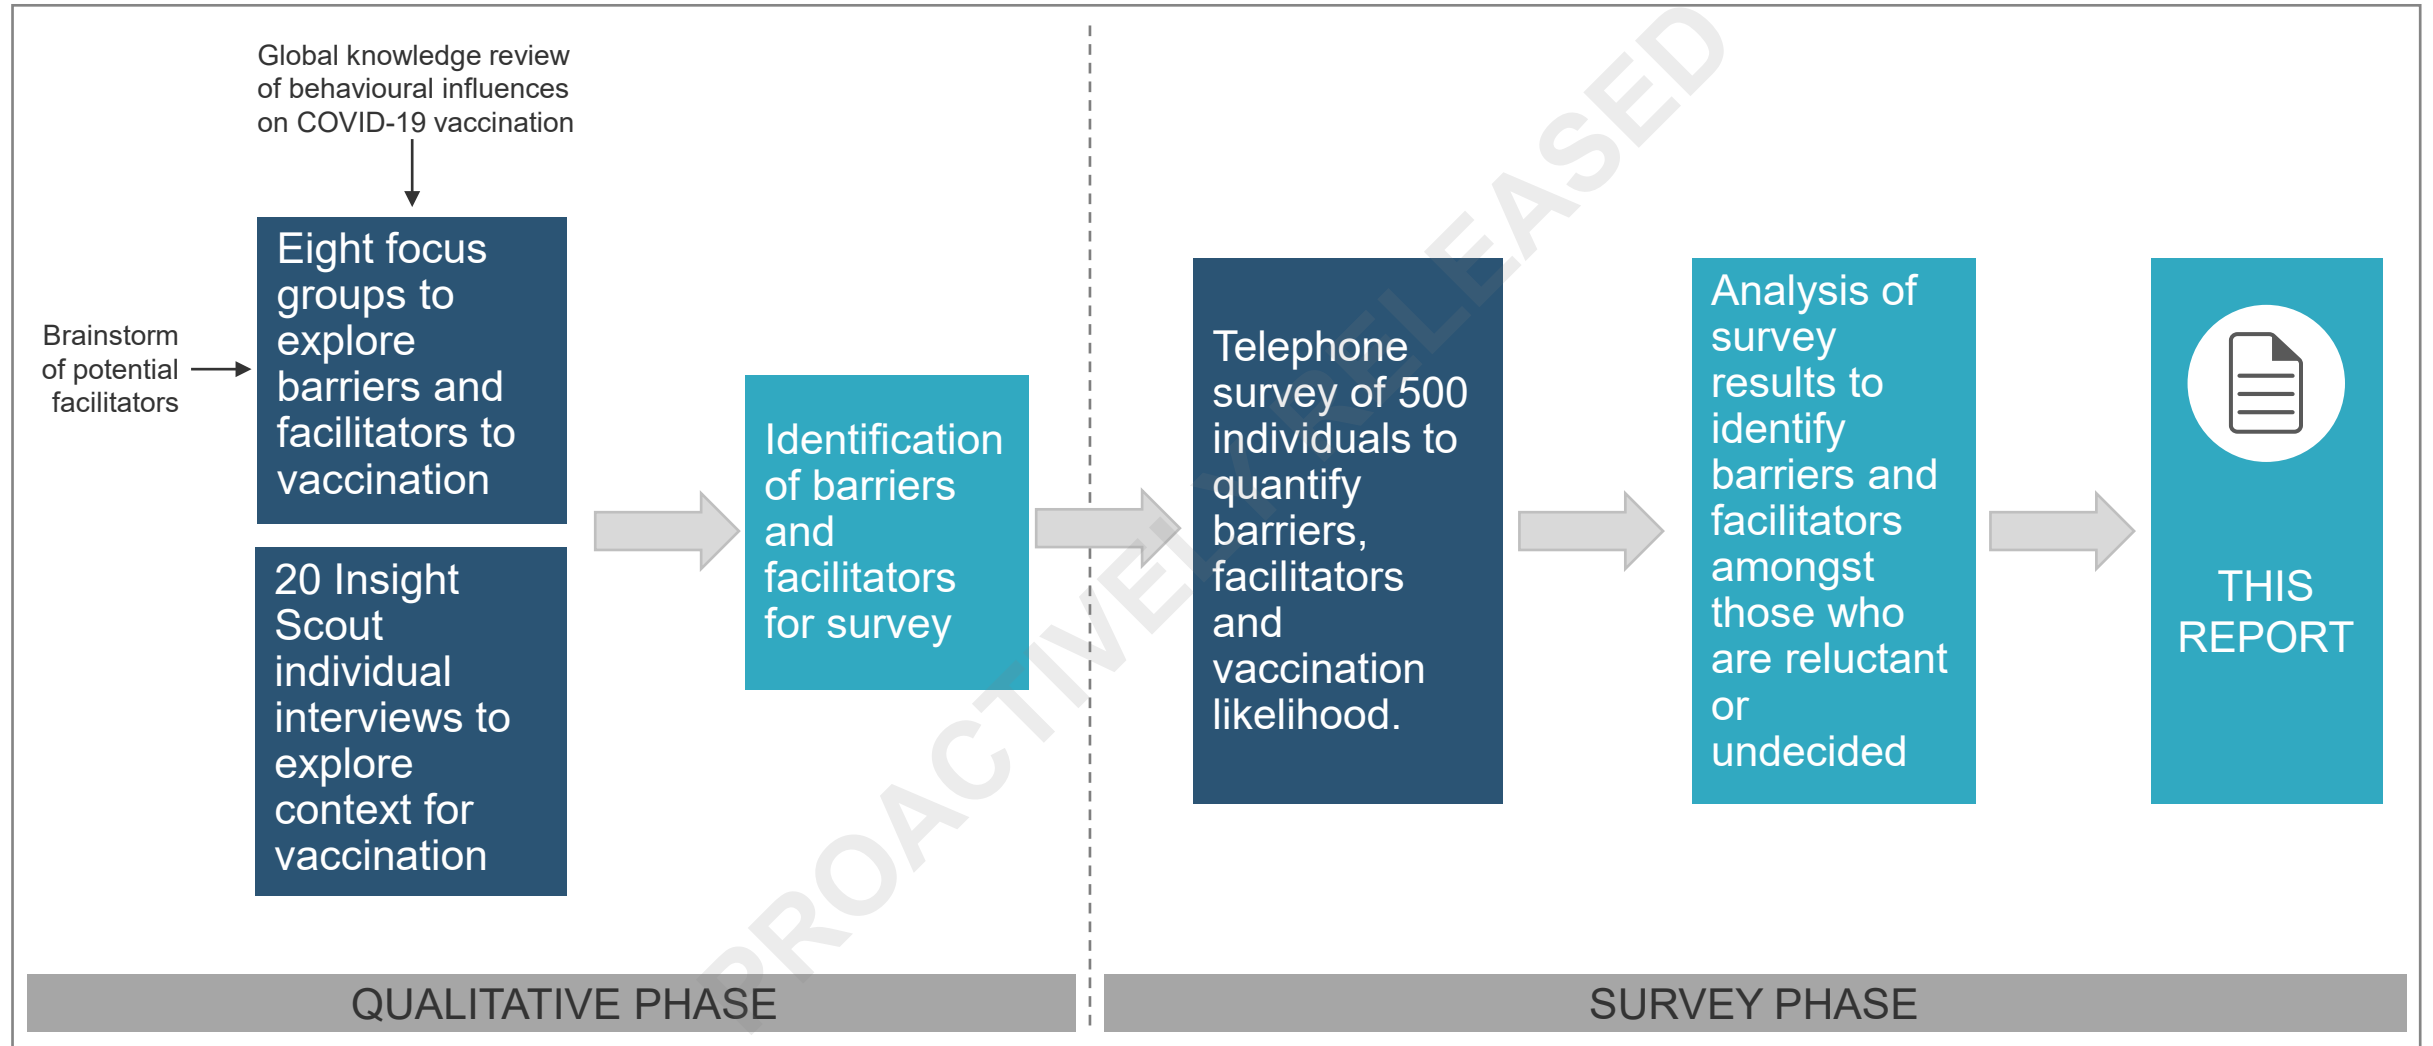 Global knowledge review
of behavioural influences
on COVID-19 vaccination
Brainstorm
of potential
facilitators
Eight focus
groups to
explore
barriers and
facilitators to
vaccination
20 Insight
Scout
individual
interviews to
explore
context for
vaccination
Identification
of barriers
and
facilitators
for survey
Telephone
survey of 500
individuals to
quantify
barriers,
facilitators
and
vaccination
likelihood.
Analysis of
survey
results to
identify
barriers and
facilitators
amongst
those who
are reluctant
or
undecided
THIS
REPORT
QUALITATIVE PHASE
SURVEY PHASE
PROACTIVELY RELEASED